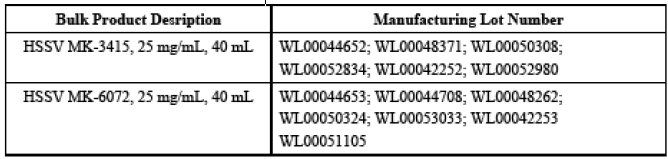 Bulk Product Desription Manufacturing Lot Number
HSSV MK-3415, 25 mg/mL, 40 mL WL00044652; WL00048371; WL00050308;
WL00052834; WL00042252; WL00052980
HSSV MK-6072, 25 mg/mL, 40 mL WL00044653; WL00044708; WL00048262;
WL00050324; WL00053033; WL00042253
WL00051105